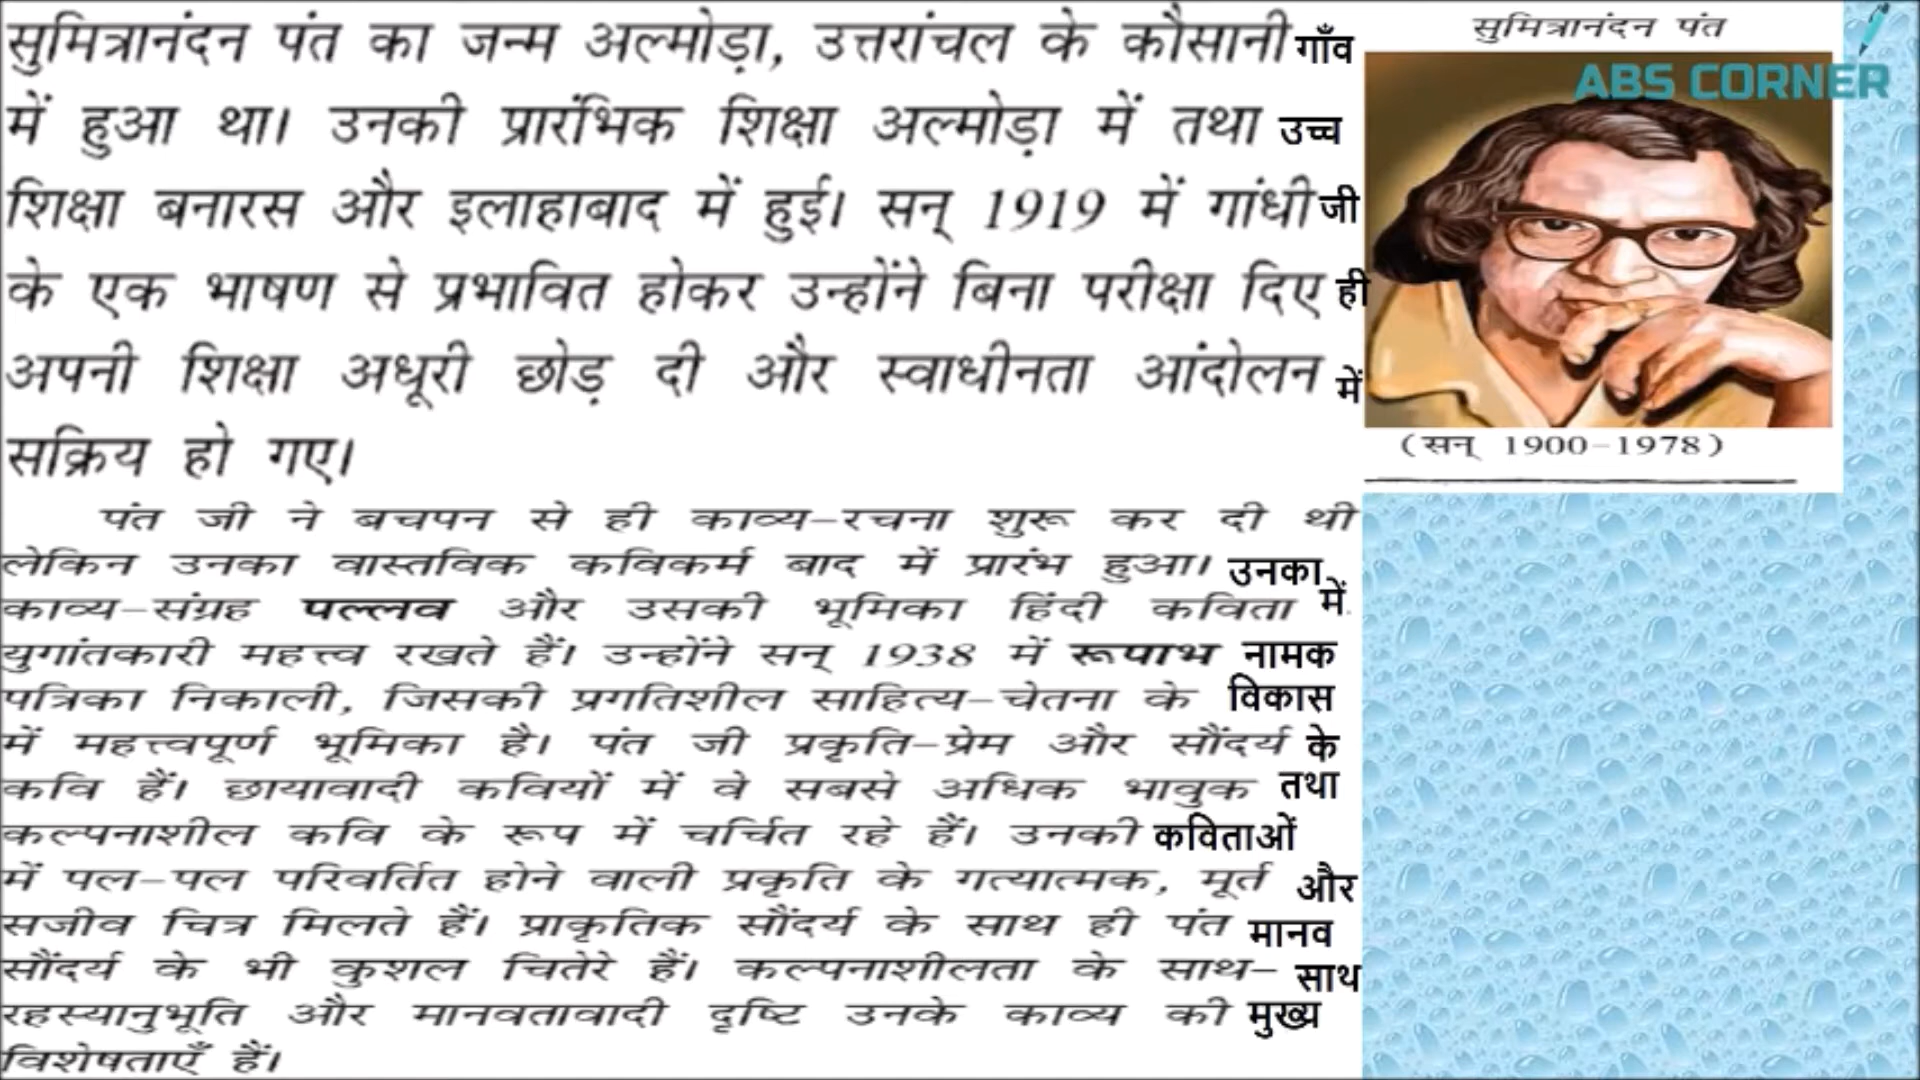 सुमित्रानंदन पंत का जन्म अल्मोड़ा, उत्तरांचल के कौसानी गाँव
में हुआ था। उनकी प्रारंभिक शिक्षा अल्मोड़ा में तथा उच्च
शिक्षा बनारस और इलाहाबाद में हुई। सन् 1919 में गांधी जी
के एक भाषण से प्रभावित होकर उन्होंने बिना परीक्षा दिए ही
अपनी शिक्षा अधूरी छोड़ दी और स्वाधीनता आंदोलन में
सक्रिय हो गए।
पंत जी ने बचपन से ही काव्य-रचना शुरू कर दी थी
लेकिन उनका वास्तविक कविकर्म बाद में प्रारंभ हुआ। उनका
काव्य-संग्रह पल्लव और उसकी भूमिका हिंदी कविता में
युगांतकारी महत्त्व रखते हैं। उन्होंने सन् 1938 में रूपाभ नामक
पत्रिका निकाली, जिसकी प्रगतिशील साहित्य-चेतना के विकास
में महत्त्वपूर्ण भूमिका है। पंत जी प्रकृति-प्रेम और सौंदर्य के
कवि हैं। छायावादी कवियों में वे सबसे अधिक भावुक तथा
कल्पनाशील कवि के रूप में चर्चित रहे हैं। उनकी कविताओं
में पल-पल परिवर्तित होने वाली प्रकृति के गत्यात्मक, मूर्त और
सजीव चित्र मिलते हैं। प्राकृतिक सौंदर्य के साथ ही पंत मानव
सौंदर्य के भी कुशल चितेरे हैं। कल्पनाशीलता के साथ- साथ
रहस्यानुभूति और मानवतावादी दृष्टि उनके काव्य की मुख्य
विशेषताएँ हैं।
सुमित्रानंदन पंत
ABS CORNER
(सन् 1900-1978)